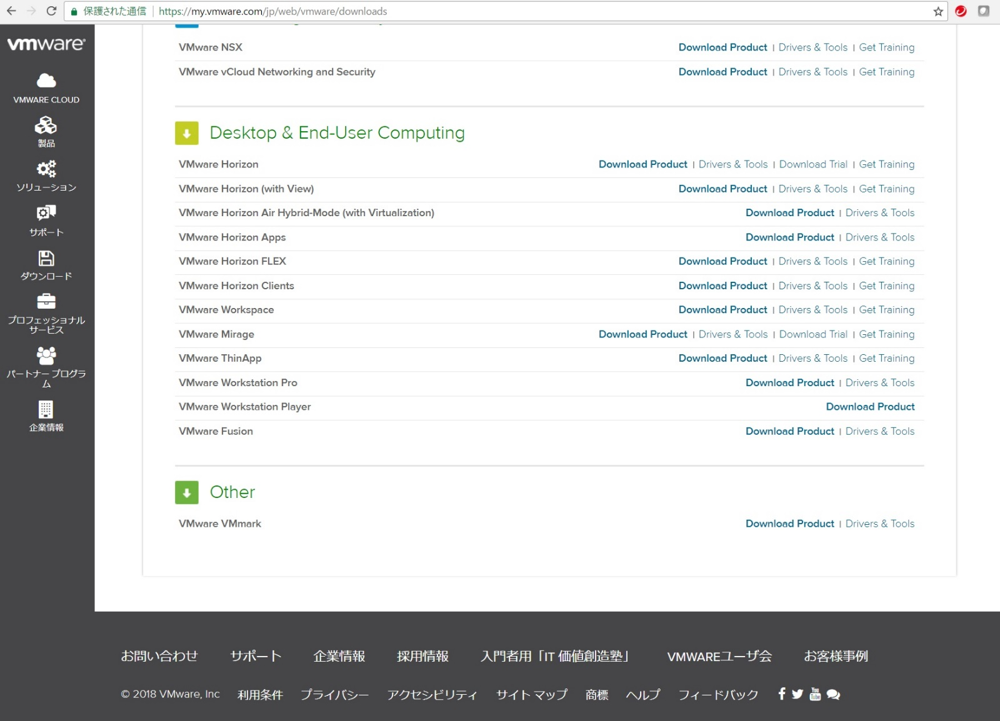 保護された通信 https://my.vmware.com/jp/web/vmware/downloads
vmware
VMWARE CLOUD
製品
ソリューション
サポート
ダウンロード
プロフェッショナル
サービス
パートナー プログラ
ム
企業情報
VMware NSX Download Product | Drivers & Tools | Get Training
VMware vCloud Networking and Security Download Product | Drivers & Tools | Get Training
Desktop & End-User Computing
VMware Horizon Download Product | Drivers & Tools | Download Trial | Get Training
VMware Horizon (with View) Download Product | Drivers & Tools | Get Training
VMware Horizon Air Hybrid-Mode (with Virtualization) Download Product | Drivers & Tools
VMware Horizon Apps Download Product | Drivers & Tools
VMware Horizon FLEX Download Product | Drivers & Tools | Get Training
VMware Horizon Clients Download Product | Drivers & Tools | Get Training
VMware Workspace Download Product | Drivers & Tools | Get Training
VMware Mirage Download Product | Drivers & Tools | Download Trial | Get Training
VMware ThinApp Download Product | Drivers & Tools | Get Training
VMware Workstation Pro Download Product | Drivers & Tools
VMware Workstation Player Download Product
VMware Fusion Download Product | Drivers & Tools
Other
VMware VMmark Download Product | Drivers & Tools
お問い合わせ サポート 企業情報 採用情報 入門者用「IT 価値創造塾」 VMWAREユーザ会 お客様事例
© 2018 VMware, Inc 利用条件 プライバシー アクセシビリティ サイト マップ 商標 ヘルプ フィードバック You Tube